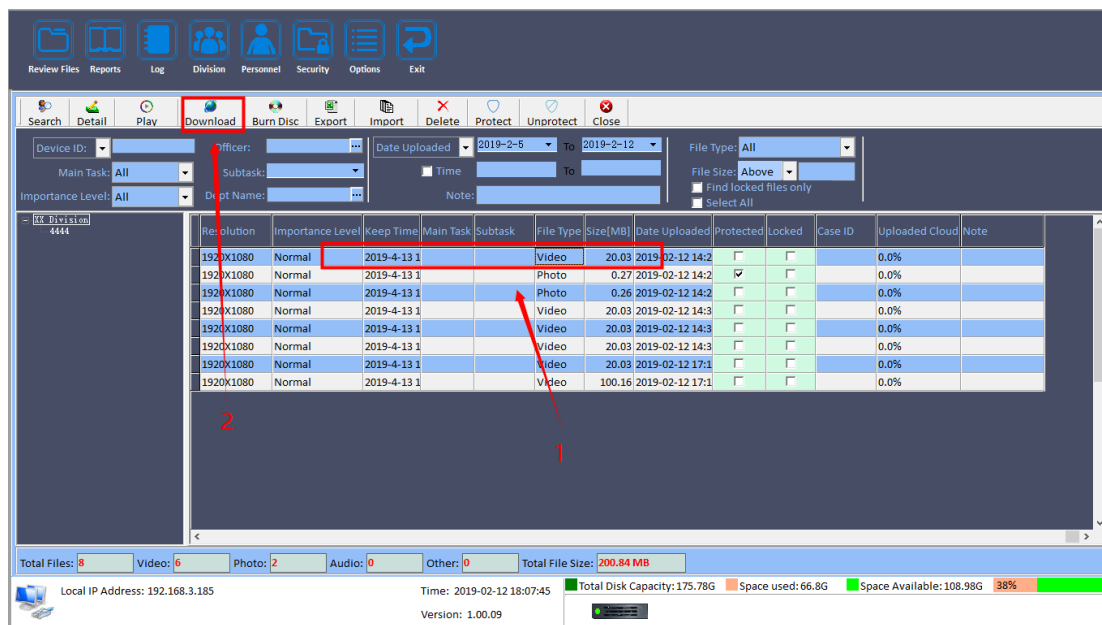 Review Files Reports Log Division Personnel Security Options Exit
Search Detail Play Download Burn Disc Export Import Delete Protect Unprotect Close
Device ID: Officer: Date Uploaded 2019-2-5 To 2019-2-12 File Type: All
Main Task: All Subtask: Time To File Size: Above
Find locked files only
Importance Level: All Dept Name: Note: Select All
XX Division
4444
Resolution Importance Level Keep Time Main Task Subtask File Type Size[MB] Date Uploaded Protected Locked Case ID Uploaded Cloud Note
1920X1080 Normal 2019-4-13 1 Video 20.03 2019-02-12 14:2 0.0%
1920X1080 Normal 2019-4-13 1 Photo 0.27 2019-02-12 14:2 0.0%
1920X1080 Normal 2019-4-13 1 Photo 0.26 2019-02-12 14:2 0.0%
1920X1080 Normal 2019-4-13 1 Video 20.03 2019-02-12 14:3 0.0%
1920X1080 Normal 2019-4-13 1 Video 20.03 2019-02-12 14:3 0.0%
1920X1080 Normal 2019-4-13 1 Video 20.03 2019-02-12 14:3 0.0%
1920X1080 Normal 2019-4-13 1 Video 20.03 2019-02-12 17:1 0.0%
1920X1080 Normal 2019-4-13 1 Video 100.16 2019-02-12 17:1 0.0%
2
1
Total Files: 8 Video: 6 Photo: 2 Audio: 0 Other: 0 Total File Size: 200.84 MB
Local IP Address: 192.168.3.185 Time: 2019-02-12 18:07:45 Total Disk Capacity:175.78G Space used:66.8G Space Available:108.98G 38%
Version: 1.00.09